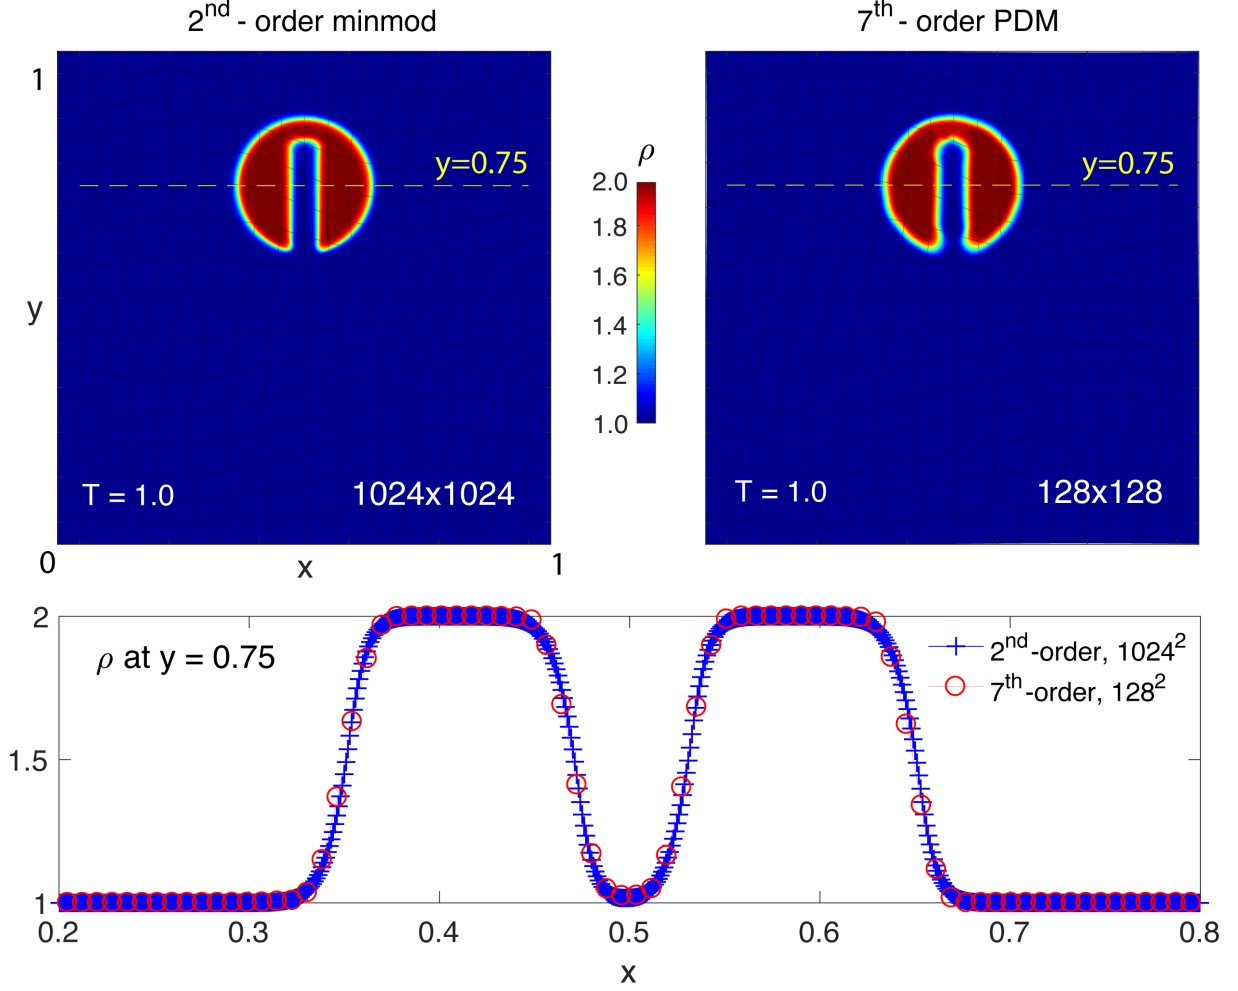 2nd - order minmod
7th - order PDM
1
y=0.75
ρ
y=0.75
2.0
1.8
1.6
y
1.4
1.2
1.0
T = 1.0
1024x1024
T = 1.0
128x128
0
x
1
2
ρ at y = 0.75
2nd-order, 1024²
7th-order, 128²
1.5
1
0.2
0.3
0.4
0.5
0.6
0.7
0.8
x